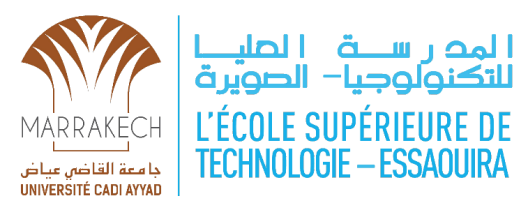 MARRAKECH
جامعة القاضي عياض
UNIVERSITÉ CADI AYYAD
المدرسة العليا
للتكنولوجيا – الصويرة
L'ÉCOLE SUPÉRIEURE DE
TECHNOLOGIE – ESSAOUIRA